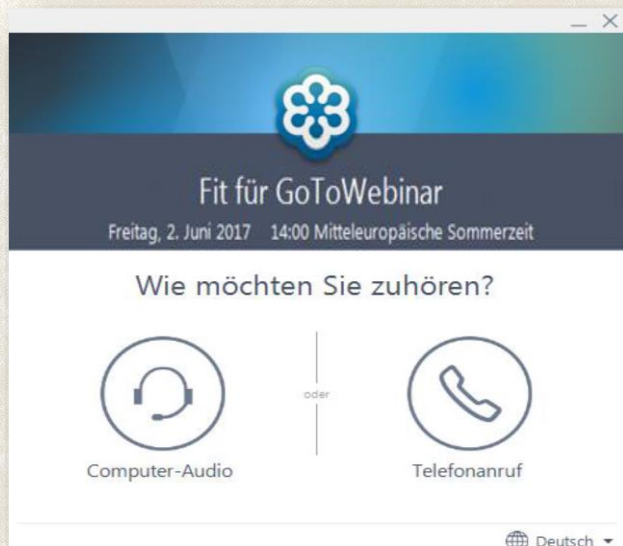 Fit für GoToWebinar
Freitag, 2. Juni 2017 14:00 Mitteleuropäische Sommerzeit
Wie möchten Sie zuhören?
oder
Computer-Audio Telefonanruf
Deutsch